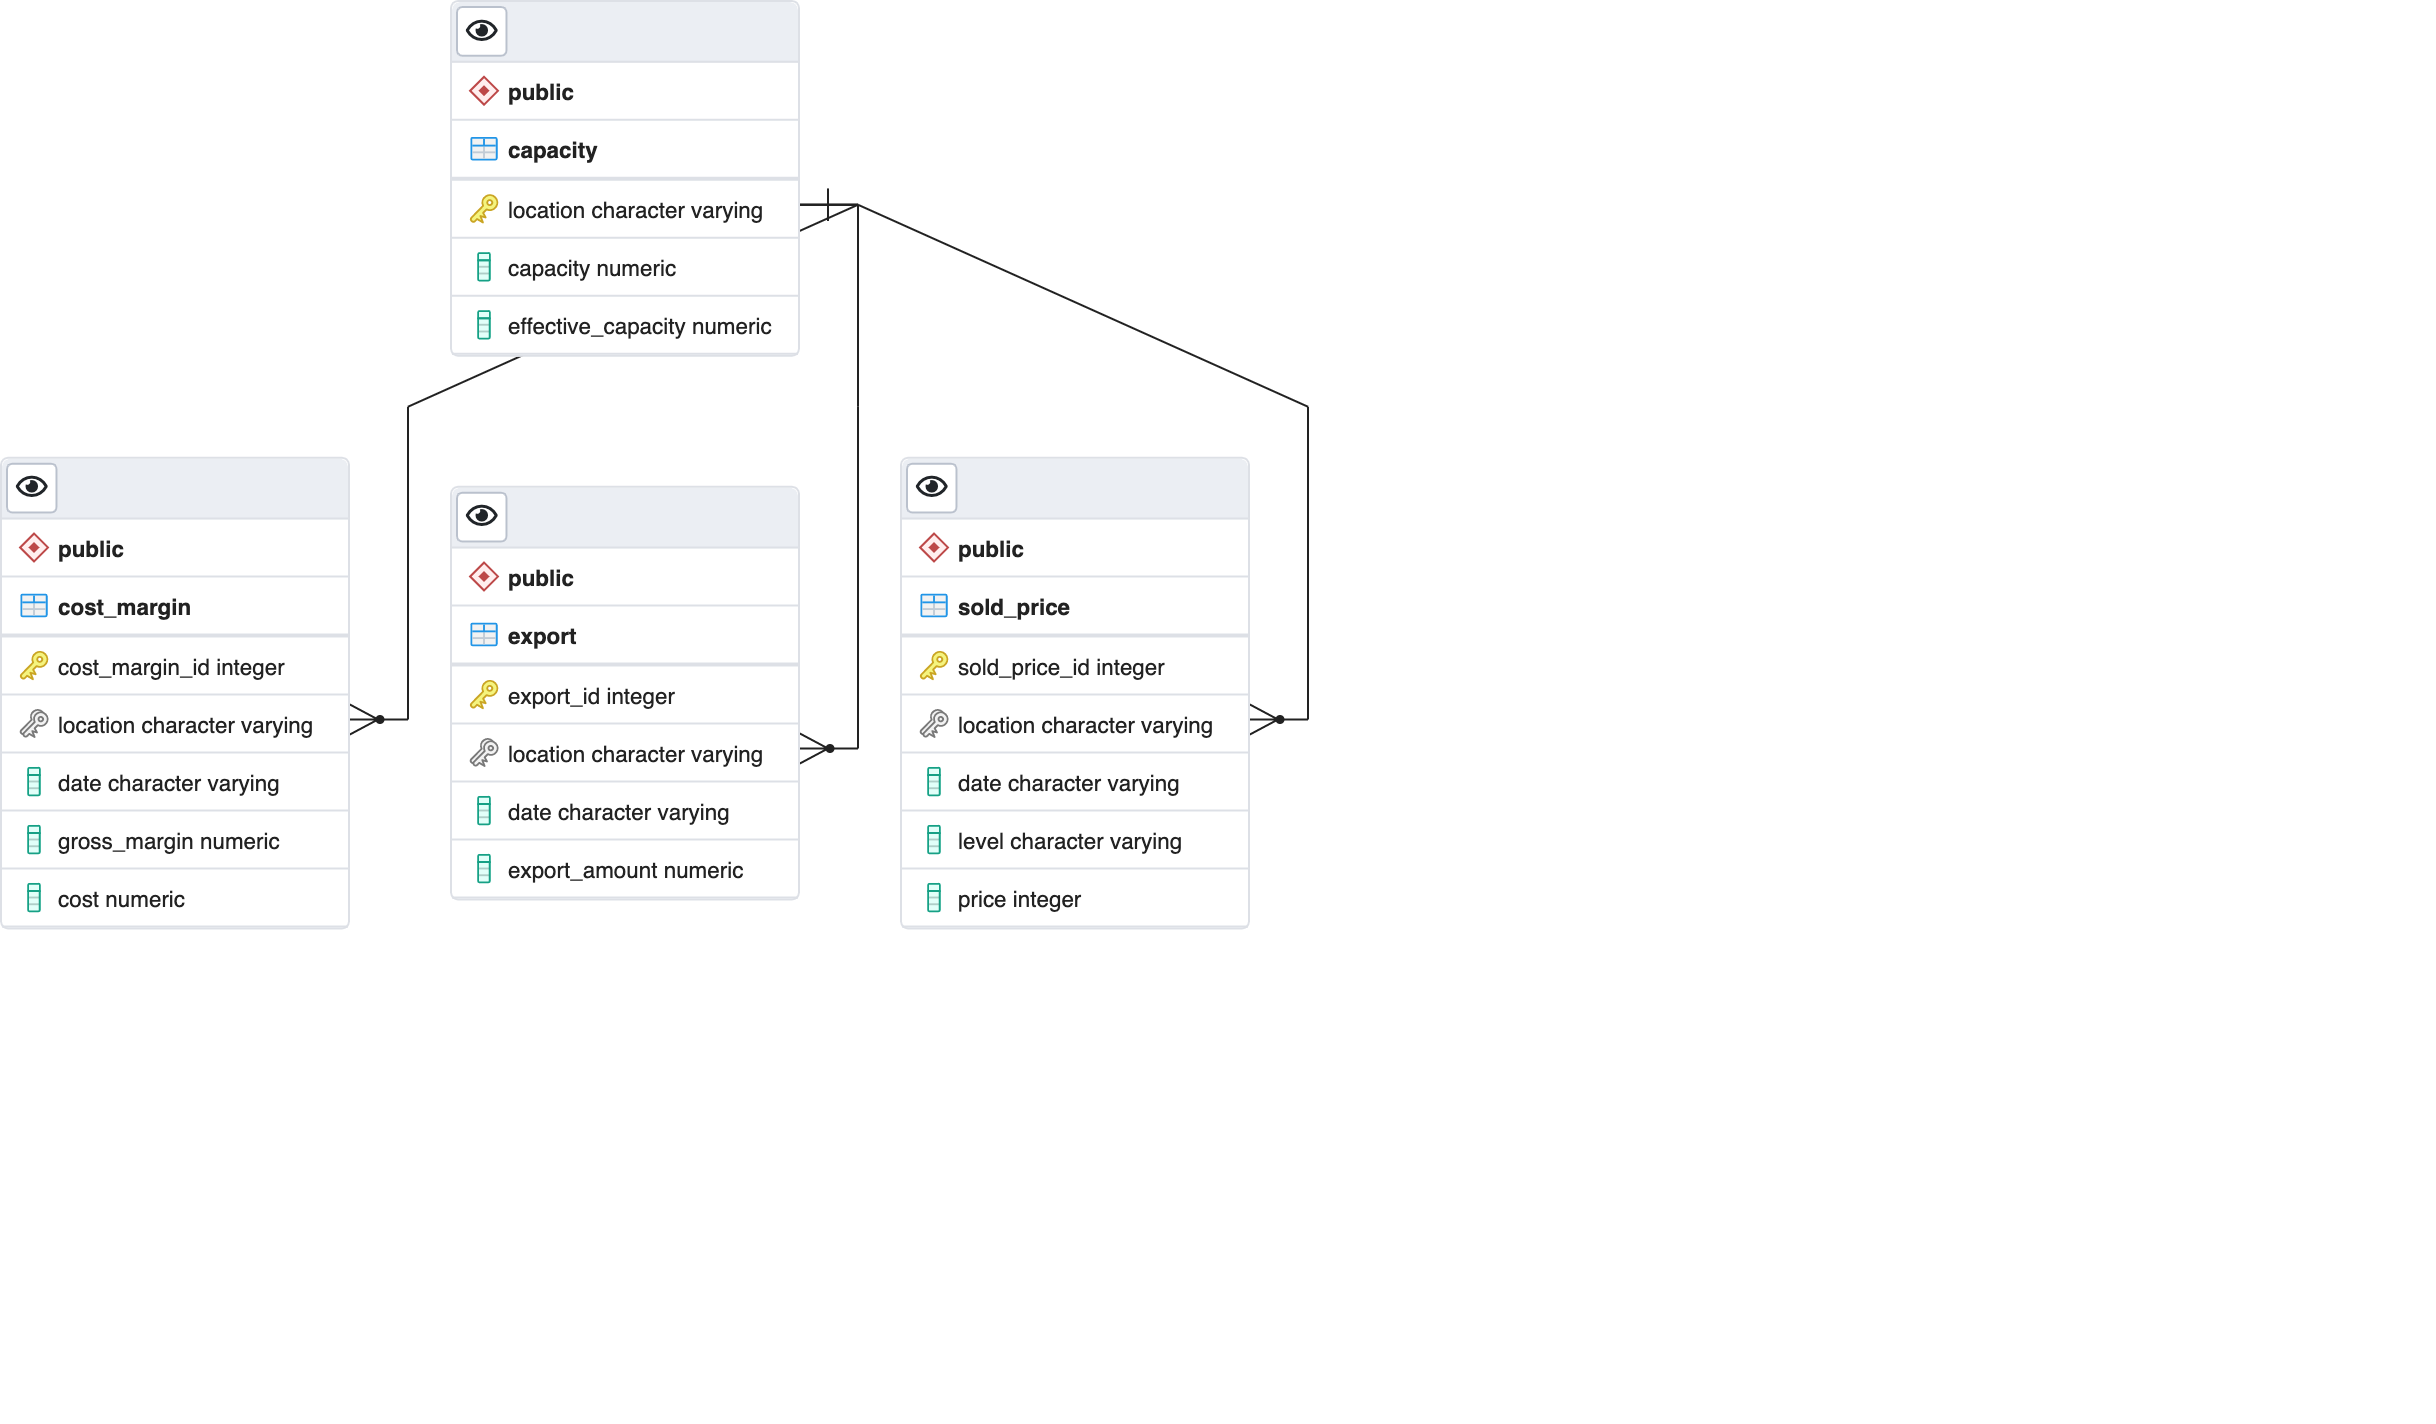 public
capacity
location character varying
capacity numeric
effective_capacity numeric
public
cost_margin
cost_margin_id integer
location character varying
date character varying
gross_margin numeric
cost numeric
public
export
export_id integer
location character varying
date character varying
export_amount numeric
public
sold_price
sold_price_id integer
location character varying
date character varying
level character varying
price integer